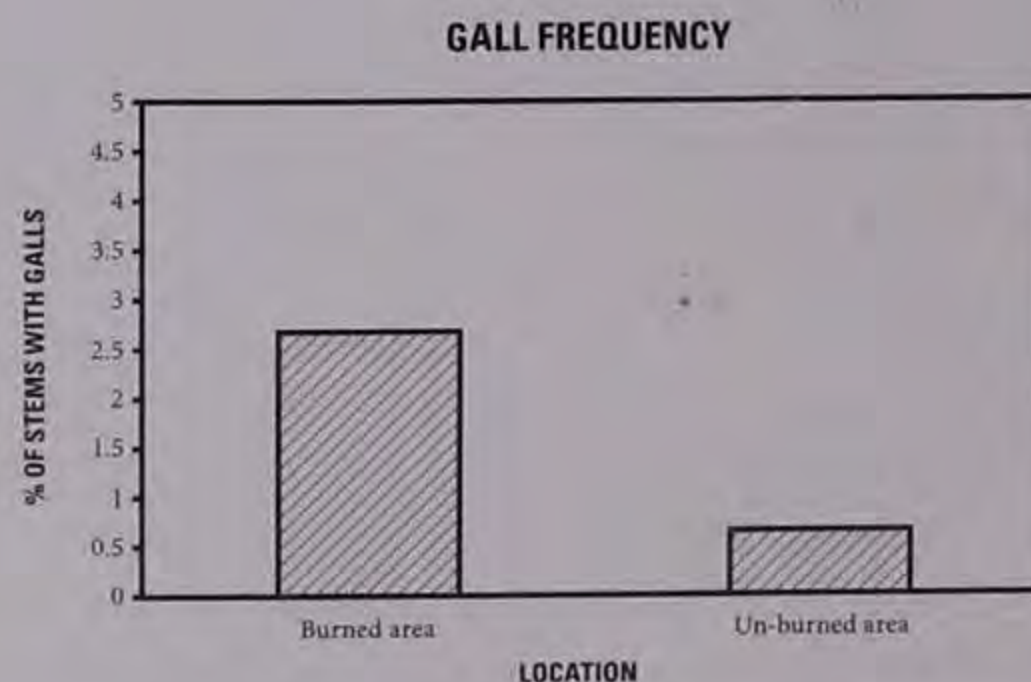 GALL FREQUENCY
% OF STEMS WITH GALLS
5
4.5
4
3.5
3
2.5
2
1.5
1
0.5
0
Burned area
Un-burned area
LOCATION